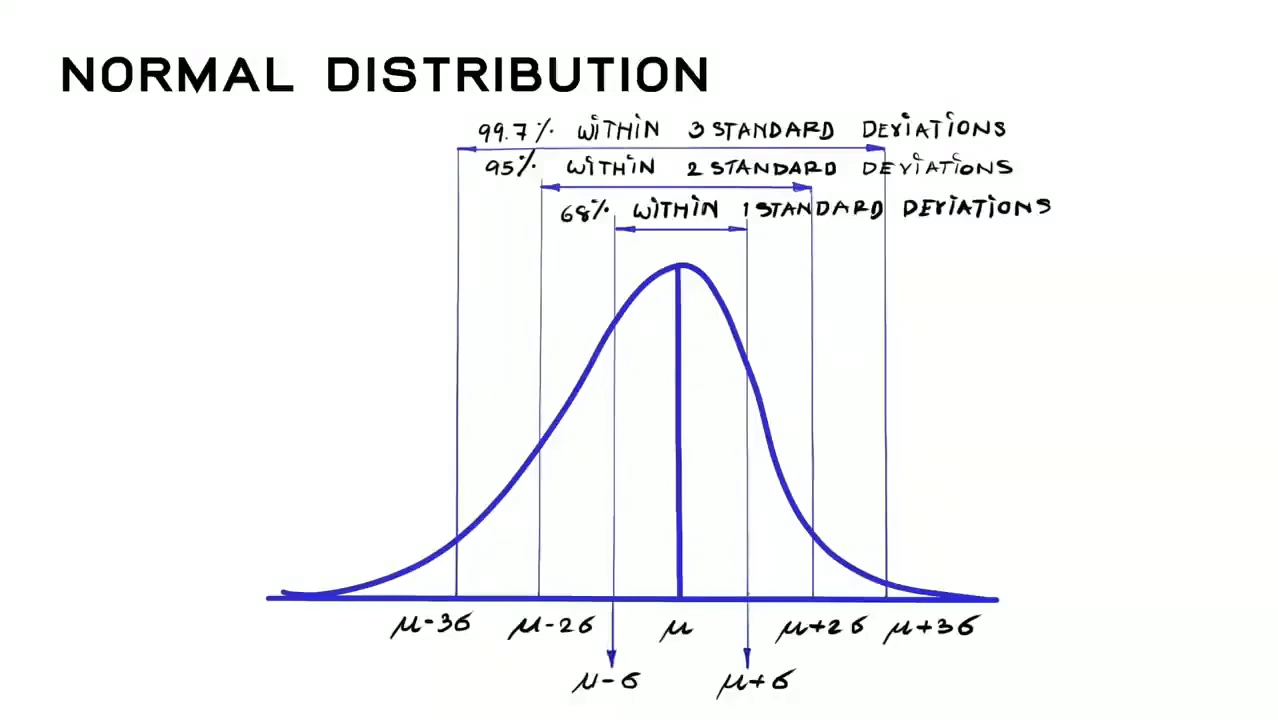 NORMAL DISTRIBUTION
99.7% WITHIN 3 STANDARD DEVIATIONS
95% WITHIN 2 STANDARD DEVIATIONS
68% WITHIN 1 STANDARD DEVIATIONS
μ-3σ μ-2σ μ μ+2σ μ+3σ
μ-σ μ+σ